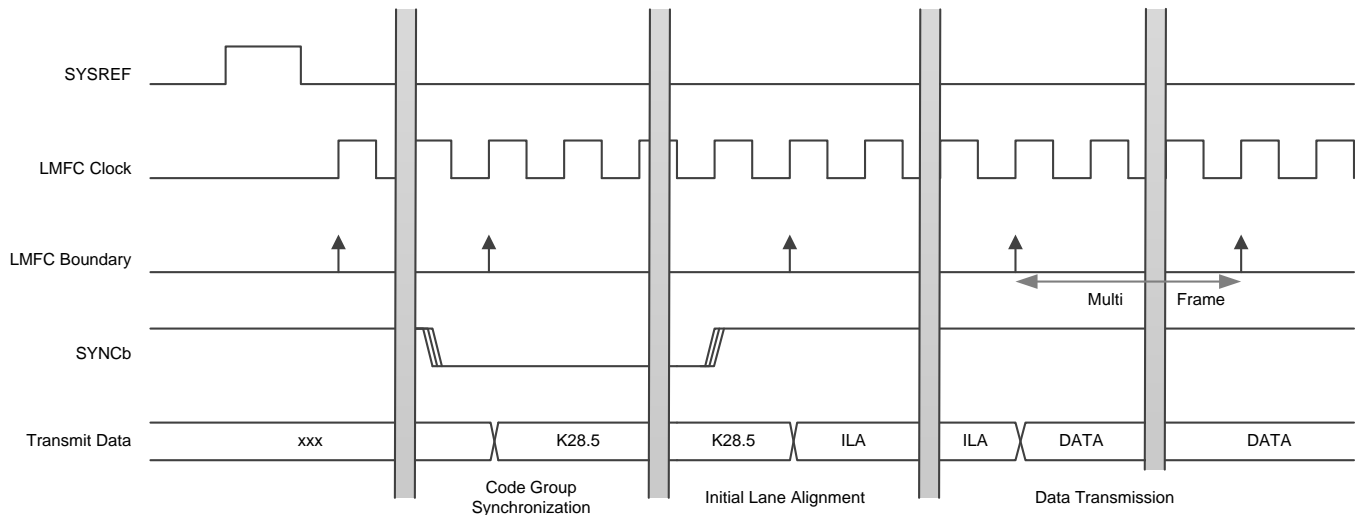 SYSREF
LMFC Clock
LMFC Boundary
Multi Frame
SYNCb
Transmit Data
xxx
K28.5
K28.5
ILA
ILA
DATA
DATA
Code Group
Synchronization
Initial Lane Alignment
Data Transmission